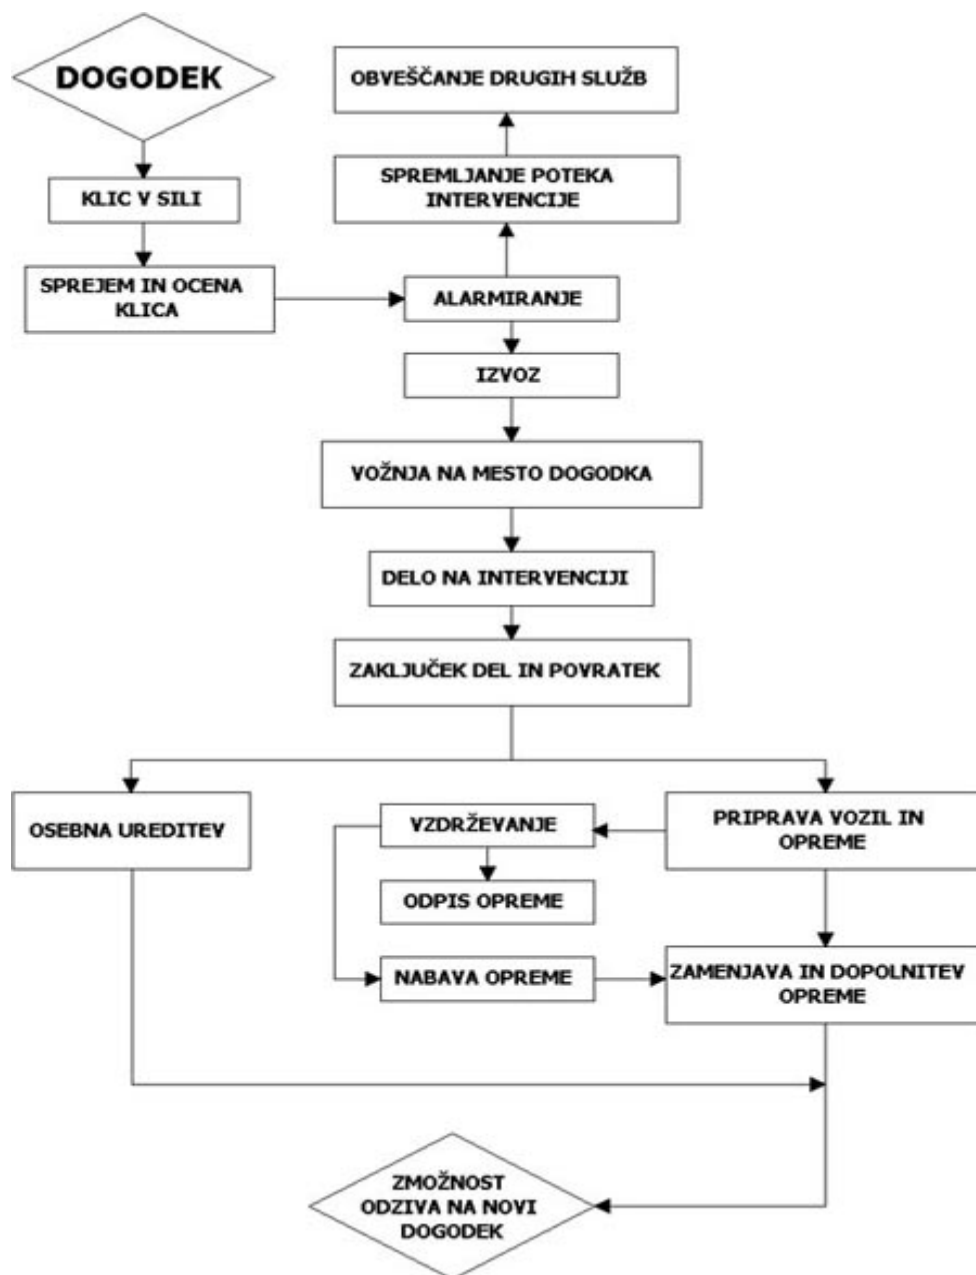 DOGODEK
OBVEŠČANJE DRUGIH SLUŽB
SPREMLJANJE POTEKA
INTERVENCIJE
KLIC V SILI
SPREJEM IN OCENA
KLICA
ALARMIRANJE
IZVOZ
VOŽNJA NA MESTO DOGODKA
DELO NA INTERVENCIJI
ZAKLJUČEK DEL IN POVRATEK
OSEBNA UREDITEV
VZDRŽEVANJE
PRIPRAVA VOZIL IN
OPREME
ODPIS OPREME
NABAVA OPREME
ZAMENJAVA IN DOPOLNITEV
OPREME
ZMOŽNOST
ODZIVA NA NOVI
DOGODEK